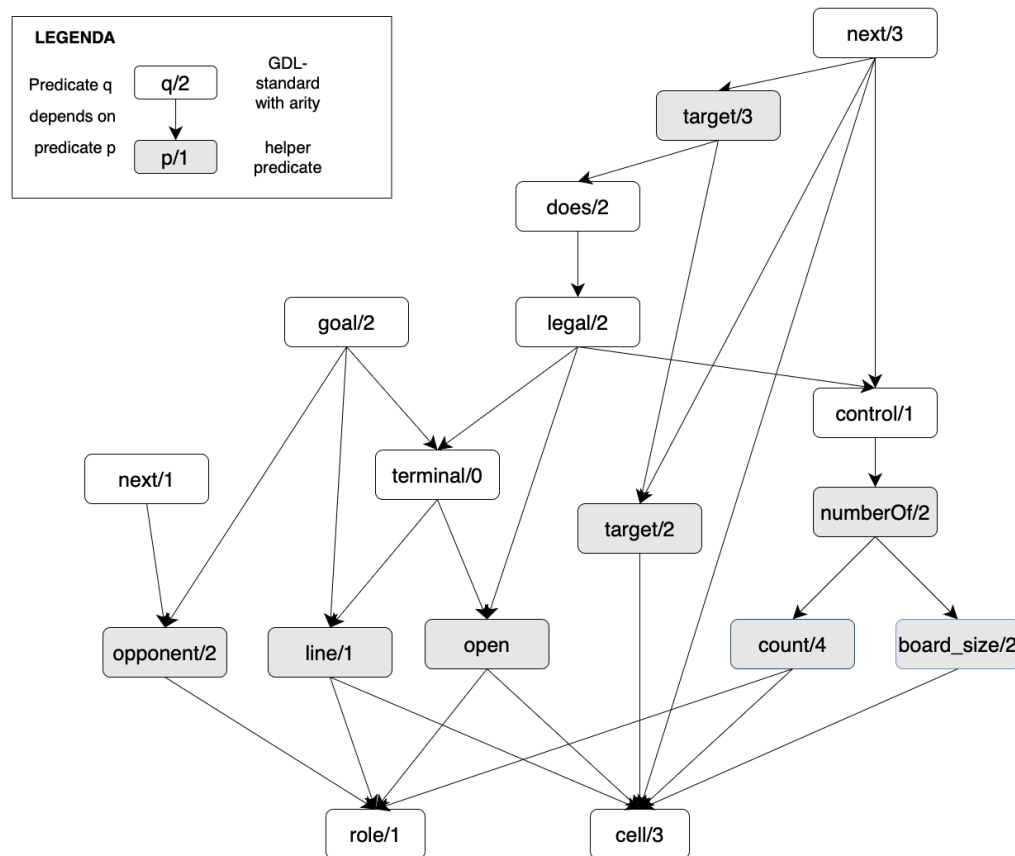 LEGENDA
Predicate q
depends on
predicate p
q/2
p/1
GDL-
standard
with arity
helper
predicate
next/3
target/3
does/2
goal/2
legal/2
control/1
next/1
terminal/0
numberOf/2
target/2
opponent/2
line/1
open
count/4
board_size/2
role/1
cell/3